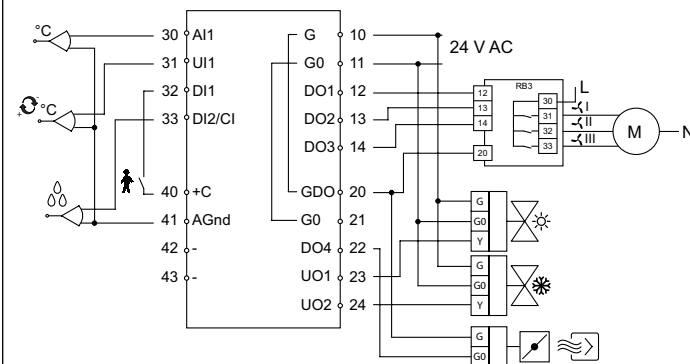 °C
30 AI1
G 10
24 V AC
31 UI1
G0 11
RB3
L
32 DI1
DO1 12
12
30
I
+ °C -
33 DI2/CI
DO2 13
13
31
II
M
N
14
32
III
DO3 14
33
20
40 +C
GDO 20
G
41 AGnd
G0 21
G0
42 -
DO4 22
Y
43 -
UO1 23
G
G0
UO2 24
Y
G
G0